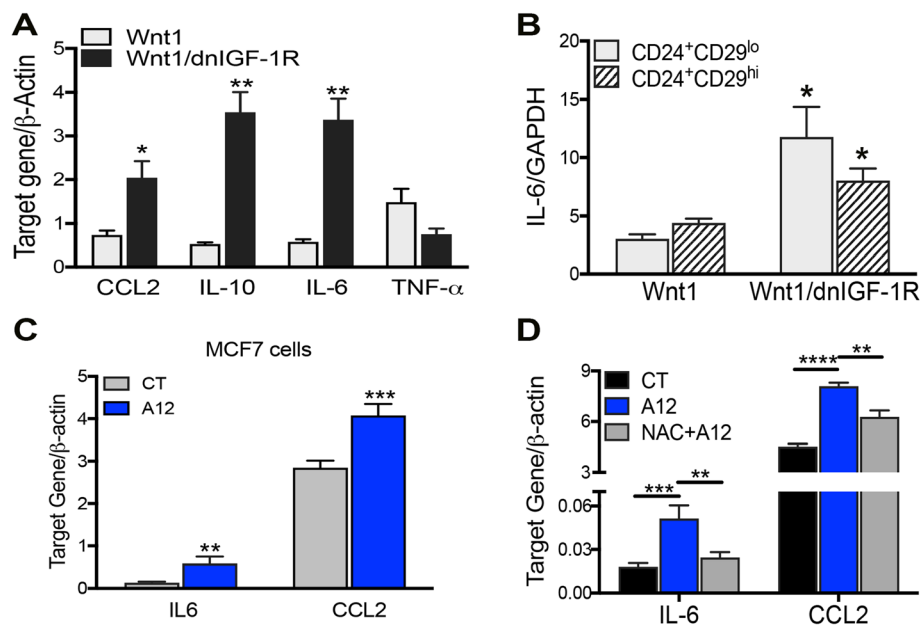 A
Wnt1
Wnt1/dnIGF-1R
Target gene/β-Actin
5
4
3
2
1
0
*
**
**
CCL2
IL-10
IL-6
TNF-α
B
CD24+CD29lo
CD24+CD29hi
IL-6/GAPDH
20
15
10
5
0
*
*
Wnt1
Wnt1/dnIGF-1R
C
MCF7 cells
CT
A12
Target Gene/β-actin
5
4
3
2
1
0
**
***
IL6
CCL2
D
CT
A12
NAC+A12
Target Gene/β-actin
9
6
3
0.06
0.03
0.00
***
**
****
**
IL-6
CCL2